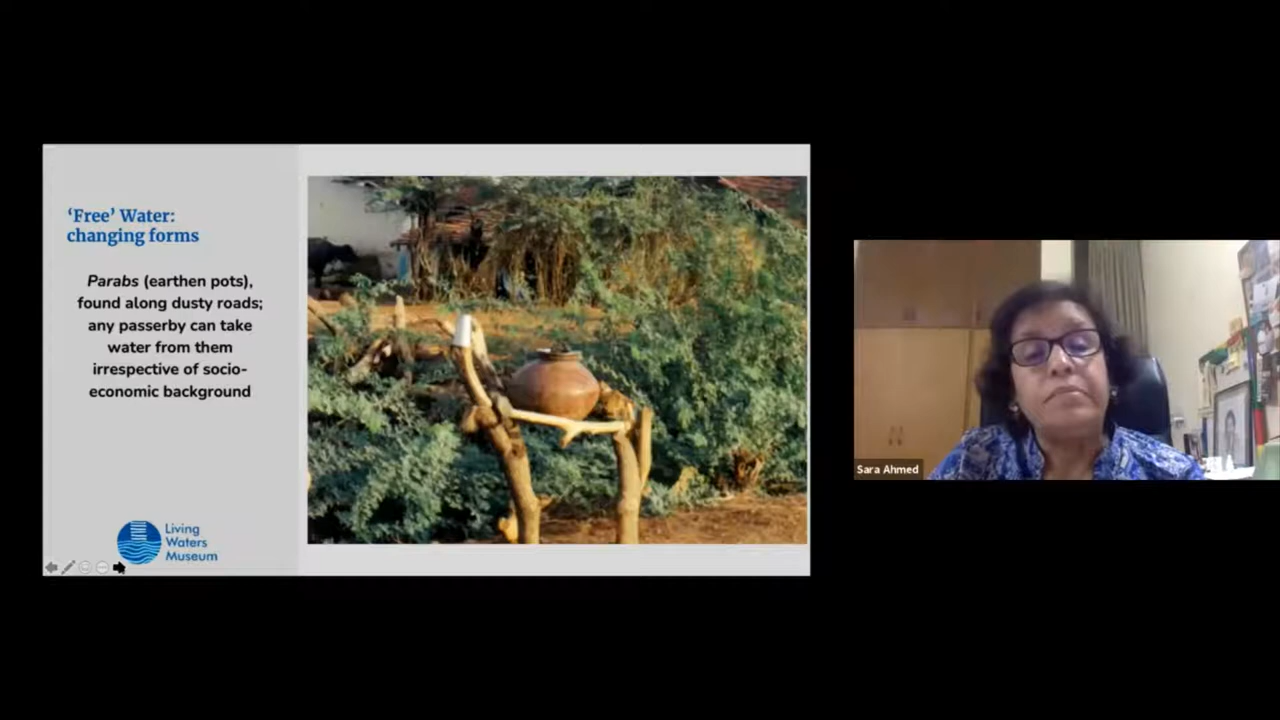 ‘Free’ Water:
changing forms
Parabs (earthen pots),
found along dusty roads;
any passerby can take
water from them
irrespective of socio-
economic background
Living
Waters
Museum
Sara Ahmed